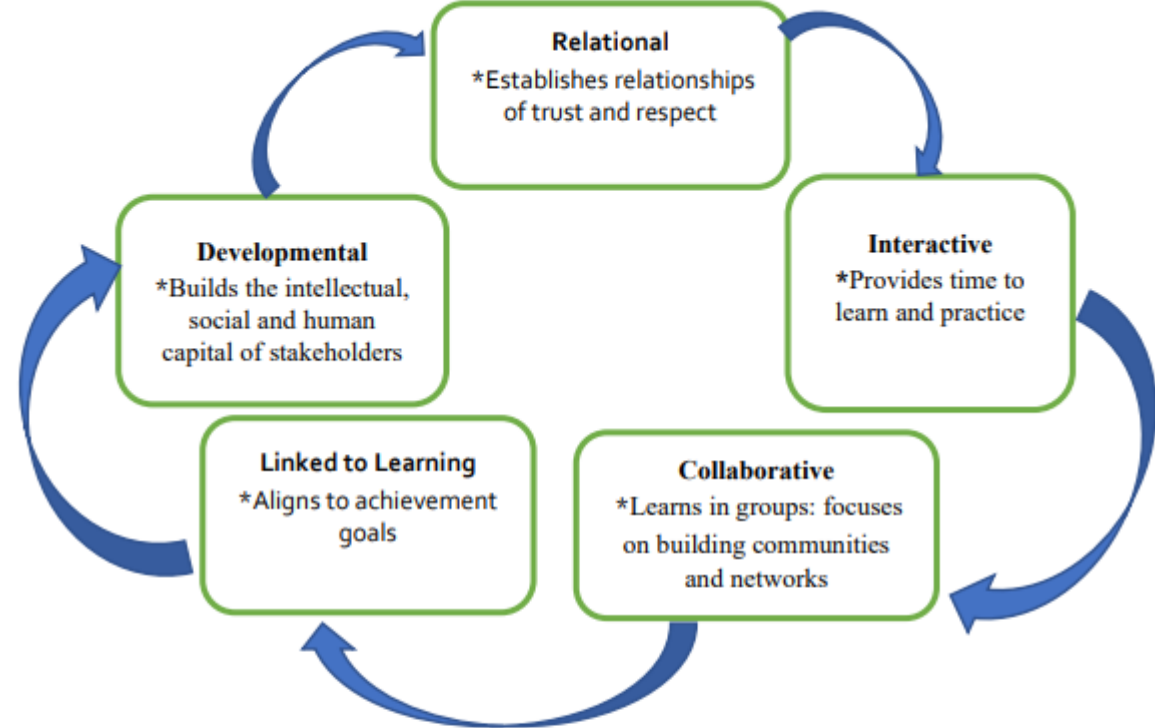 Relational
*Establishes relationships
of trust and respect
Interactive
*Provides time to
learn and practice
Collaborative
*Learns in groups: focuses
on building communities
and networks
Linked to Learning
*Aligns to achievement
goals
Developmental
*Builds the intellectual,
social and human
capital of stakeholders